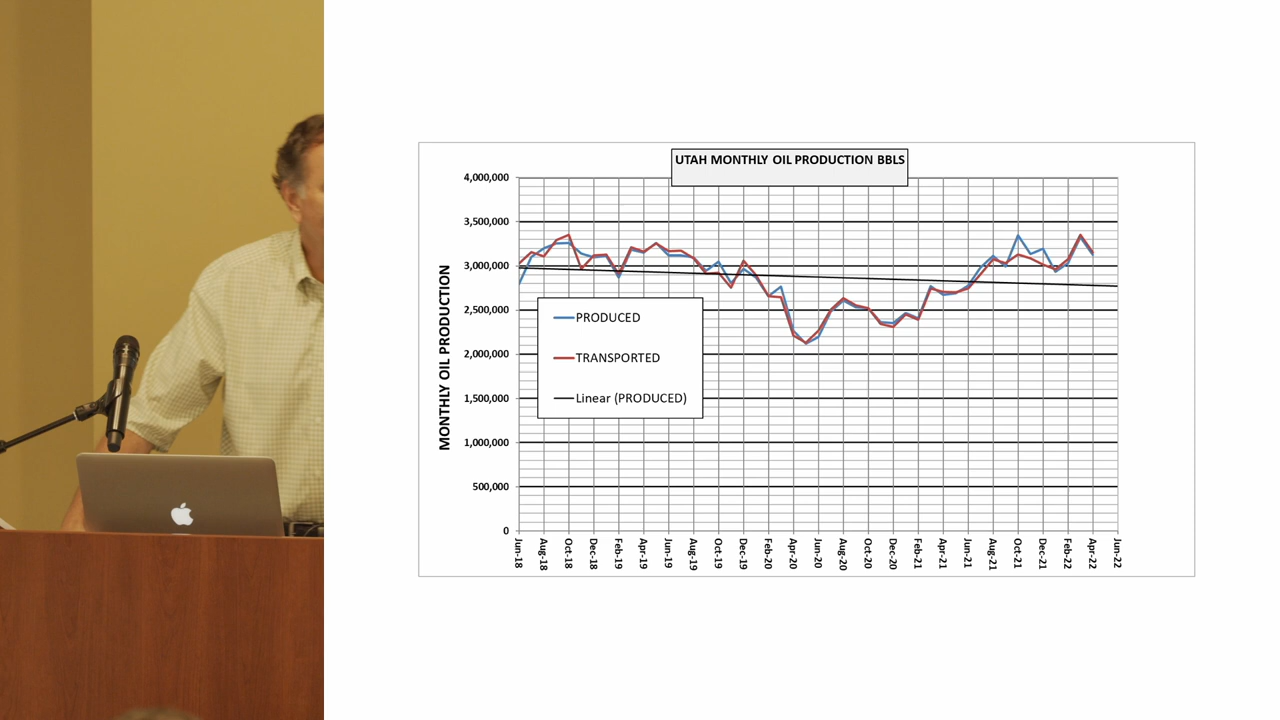 UTAH MONTHLY OIL PRODUCTION BBLS
MONTHLY OIL PRODUCTION
4,000,000
3,500,000
3,000,000
2,500,000
2,000,000
1,500,000
1,000,000
500,000
0
PRODUCED
TRANSPORTED
Linear (PRODUCED)
Jun-18
Aug-18
Oct-18
Dec-18
Feb-19
Apr-19
Jun-19
Aug-19
Oct-19
Dec-19
Feb-20
Apr-20
Jun-20
Aug-20
Oct-20
Dec-20
Feb-21
Apr-21
Jun-21
Aug-21
Oct-21
Dec-21
Feb-22
Apr-22
Jun-22